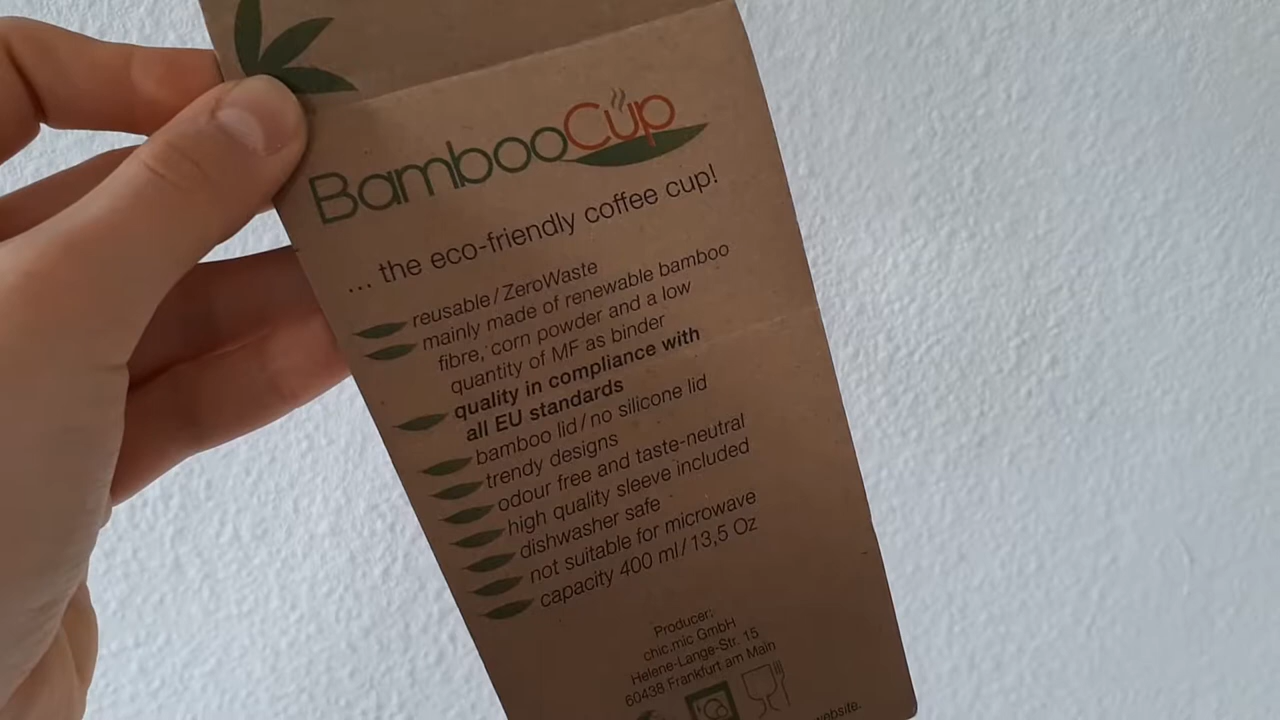 BambooCup
... the eco-friendly coffee cup!
reusable / ZeroWaste
mainly made of renewable bamboo
fibre, corn powder and a low
quantity of MF as binder
quality in compliance with
all EU standards
bamboo lid / no silicone lid
trendy designs
odour free and taste-neutral
high quality sleeve included
dishwasher safe
not suitable for microwave
capacity 400 ml / 13,5 Oz
Producer:
chic.mic GmbH
Helene-Lange-Str. 15
60438 Frankfurt am Main
website.